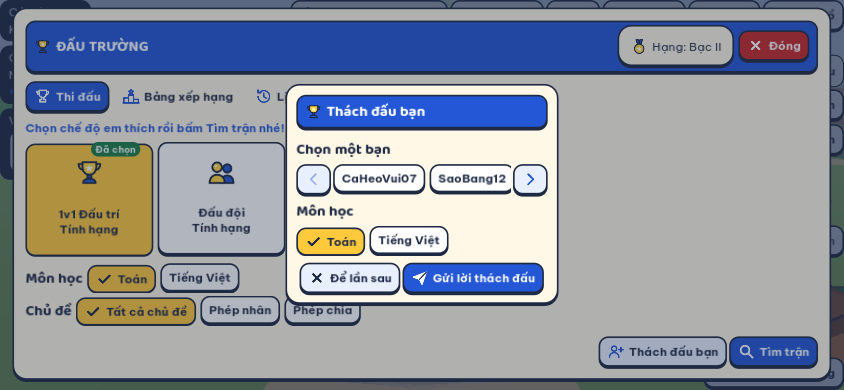 ĐẤU TRƯỜNG
Hạng: Bạc II
Đóng
Thi đấu
Bảng xếp hạng
Chọn chế độ em thích rồi bấm Tìm trận nhé!
Đã chọn
1v1 Đấu trí
Tính hạng
Đấu đội
Tính hạng
Môn học
Toán
Tiếng Việt
Chủ đề
Tất cả chủ đề
Phép nhân
Phép chia
Thách đấu bạn
Chọn một bạn
CaHeoVui07
SaoBang12
Môn học
Toán
Tiếng Việt
Để lần sau
Gửi lời thách đấu
Thách đấu bạn
Tìm trận